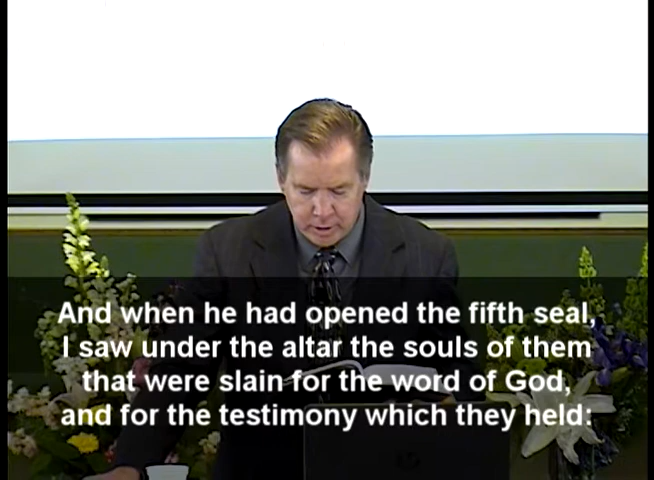 And when he had opened the fifth seal,
I saw under the altar the souls of them
that were slain for the word of God,
and for the testimony which they held: